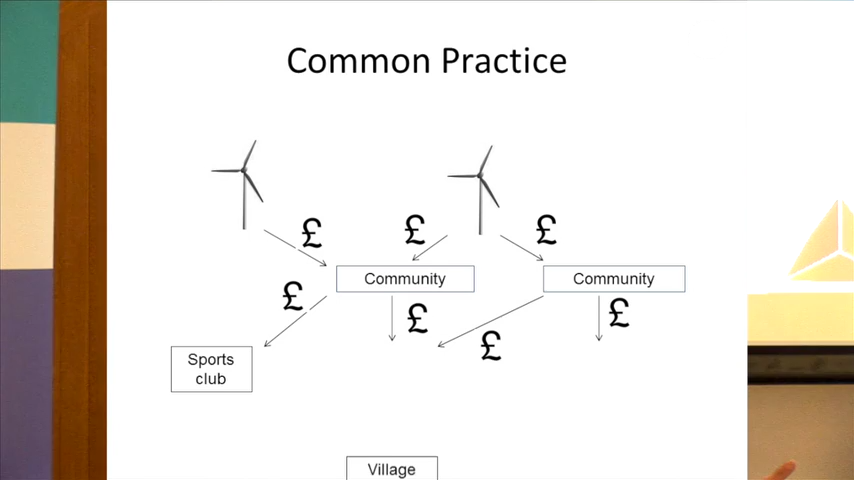 Common Practice
£
£
£
Community
Community
£
£
£
£
Sports
club
Village